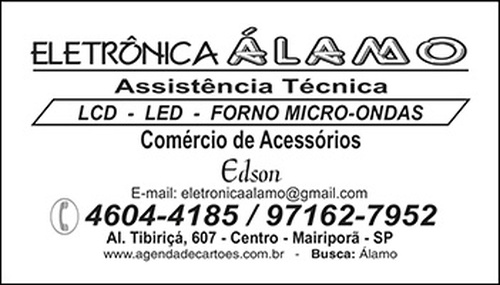 ELETRÔNICA ÁLAMO
Assistência Técnica
LCD - LED - FORNO MICRO-ONDAS
Comércio de Acessórios
Edson
E-mail: eletronicaalamo@gmail.com
4604-4185 / 97162-7952
Al. Tibiriçá, 607 - Centro - Mairiporã - SP
www.agendadecartoes.com.br - Busca: Álamo